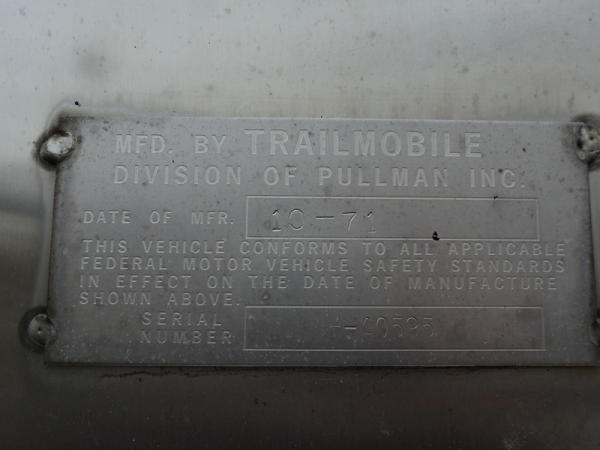 MFD. BY TRAILMOBILE
DIVISION OF PULLMAN INC.
DATE OF MFR. 10-71
THIS VEHICLE CONFORMS TO ALL APPLICABLE
FEDERAL MOTOR VEHICLE SAFETY STANDARDS
IN EFFECT ON THE DATE OF MANUFACTURE
SHOWN ABOVE.
SERIAL
NUMBER